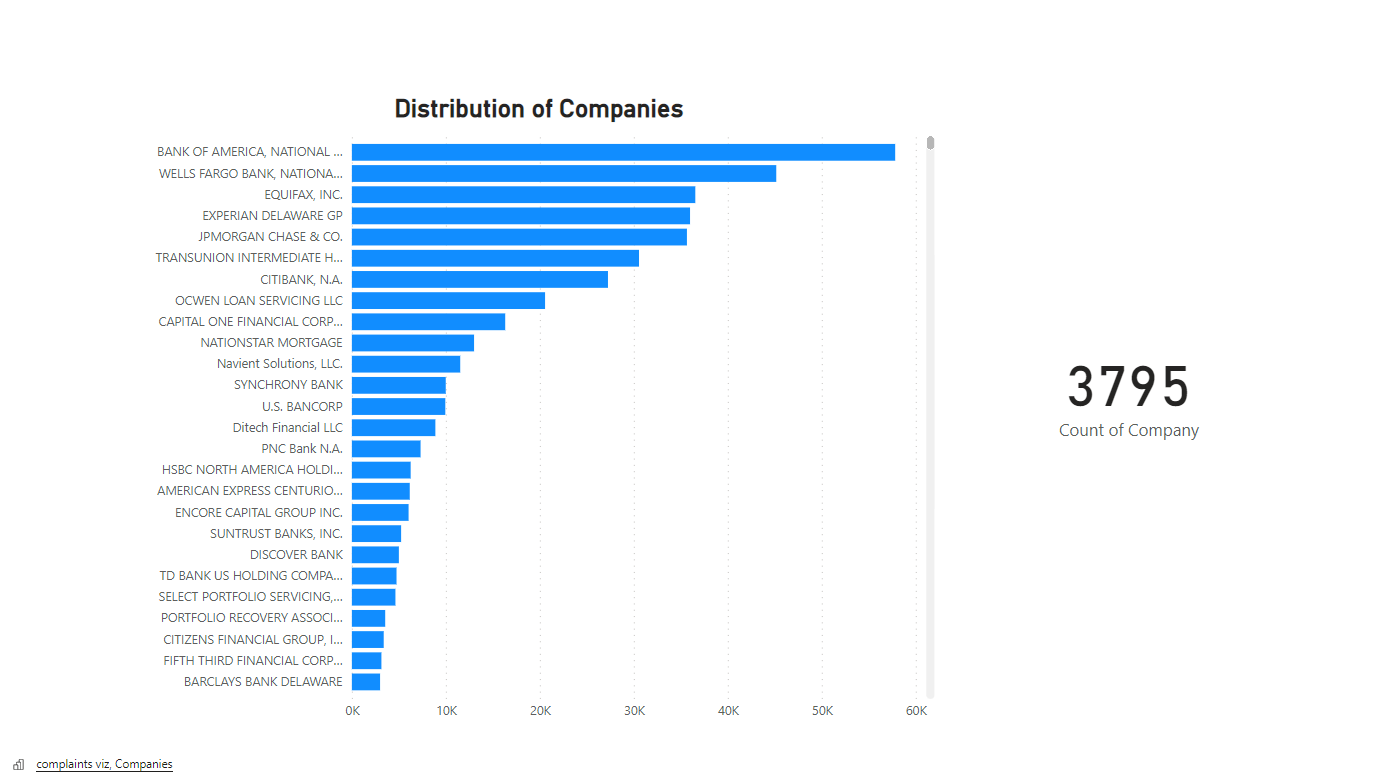 Distribution of Companies
BANK OF AMERICA, NATIONAL ...
WELLS FARGO BANK, NATIONA...
EQUIFAX, INC.
EXPERIAN DELAWARE GP
JPMORGAN CHASE & CO.
TRANSUNION INTERMEDIATE H...
CITIBANK, N.A.
OCWEN LOAN SERVICING LLC
CAPITAL ONE FINANCIAL CORP...
NATIONSTAR MORTGAGE
Navient Solutions, LLC.
SYNCHRONY BANK
U.S. BANCORP
Ditech Financial LLC
PNC Bank N.A.
HSBC NORTH AMERICA HOLDI...
AMERICAN EXPRESS CENTURIO...
ENCORE CAPITAL GROUP INC.
SUNTRUST BANKS, INC.
DISCOVER BANK
TD BANK US HOLDING COMPA...
SELECT PORTFOLIO SERVICING,...
PORTFOLIO RECOVERY ASSOCI...
CITIZENS FINANCIAL GROUP, I...
FIFTH THIRD FINANCIAL CORP...
BARCLAYS BANK DELAWARE
0K 10K 20K 30K 40K 50K 60K
3795
Count of Company
complaints viz, Companies